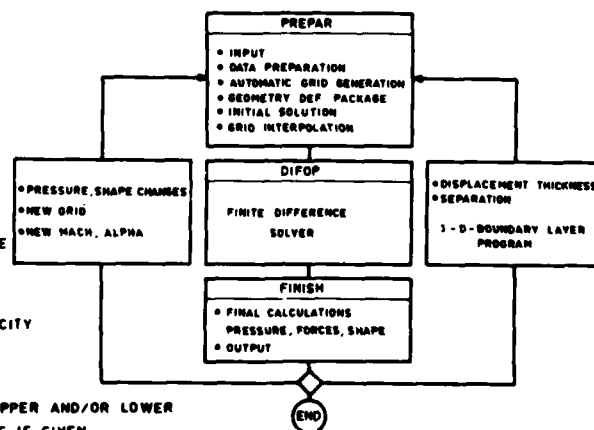 PREPAR
• INPUT
• DATA PREPARATION
• AUTOMATIC GRID GENERATION
• GEOMETRY DEF PACKAGE
• INITIAL SOLUTION
• GRID INTERPOLATION
• PRESSURE, SHAPE CHANGES
• NEW GRID
• NEW MACH, ALPHA
DIFOP
FINITE DIFFERENCE
SOLVER
• DISPLACEMENT THICKNESS
• SEPARATION
3-D-BOUNDARY LAYER
PROGRAM
E
FINISH
• FINAL CALCULATIONS
PRESSURE, FORCES, SHAPE
• OUTPUT
CITY
PPER AND/OR LOWER
END
E IS GIVEN